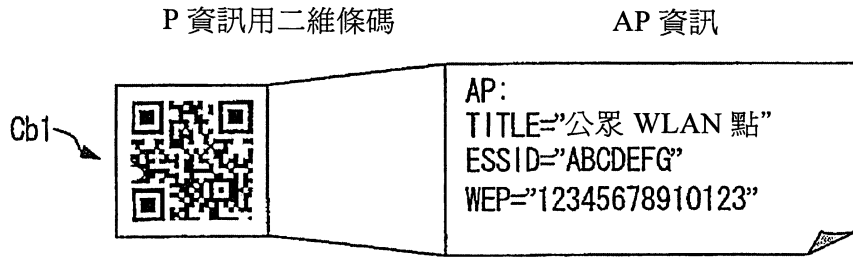 P 資訊用二維條碼
AP 資訊
Cb1
AP:
TITLE="公眾 WLAN 點"
ESSID="ABCDEFG"
WEP="12345678910123"